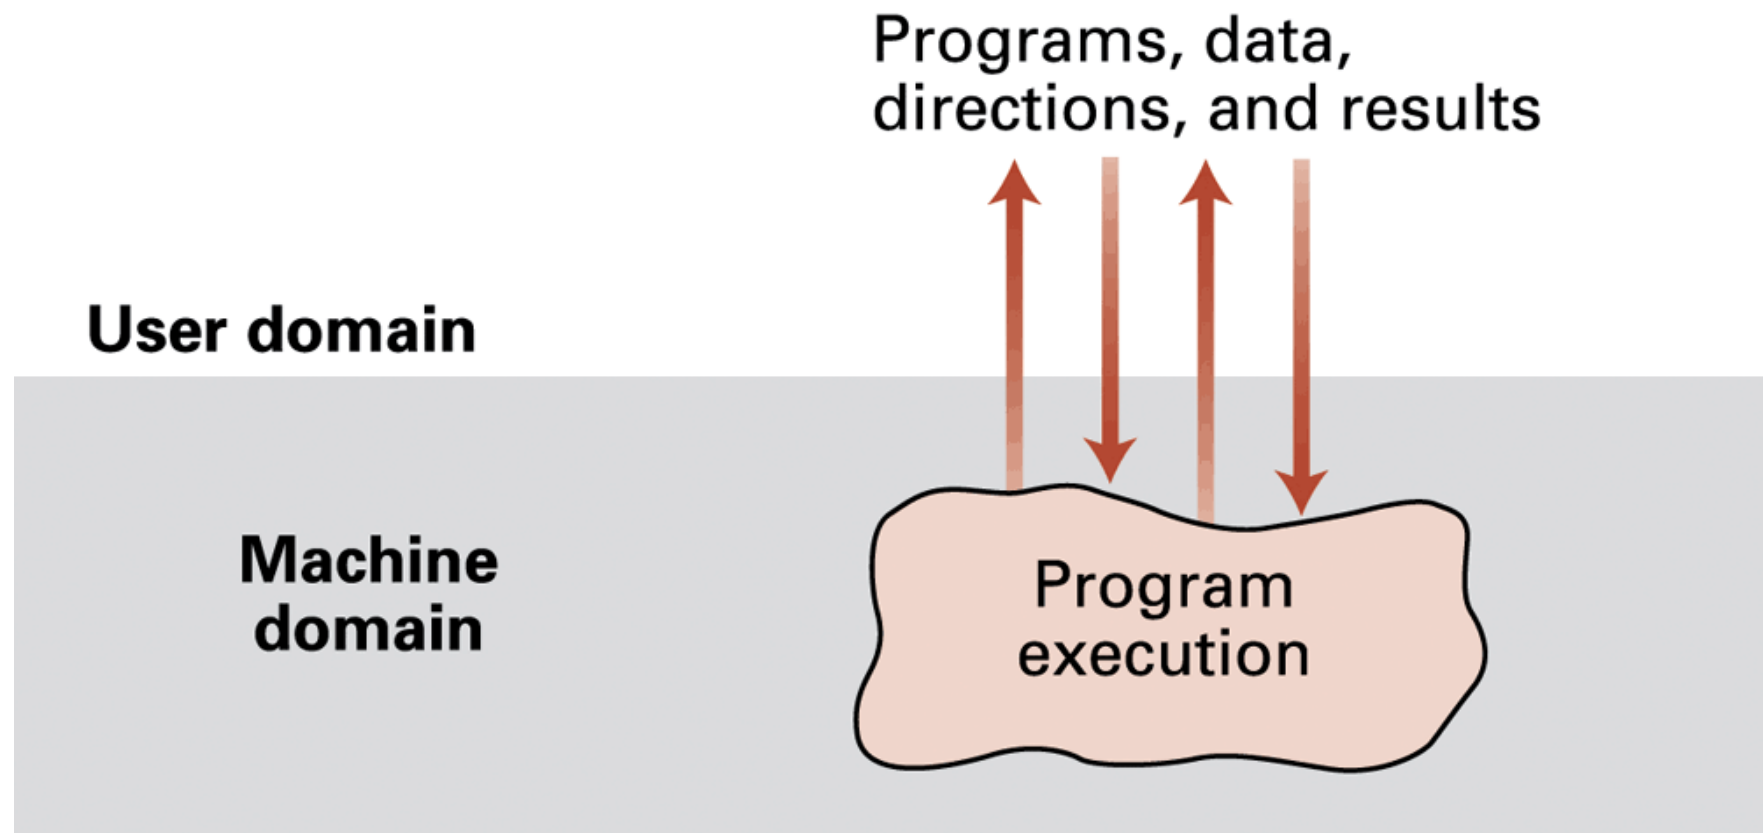 Programs, data,
directions, and results
User domain
Machine
domain
Program
execution